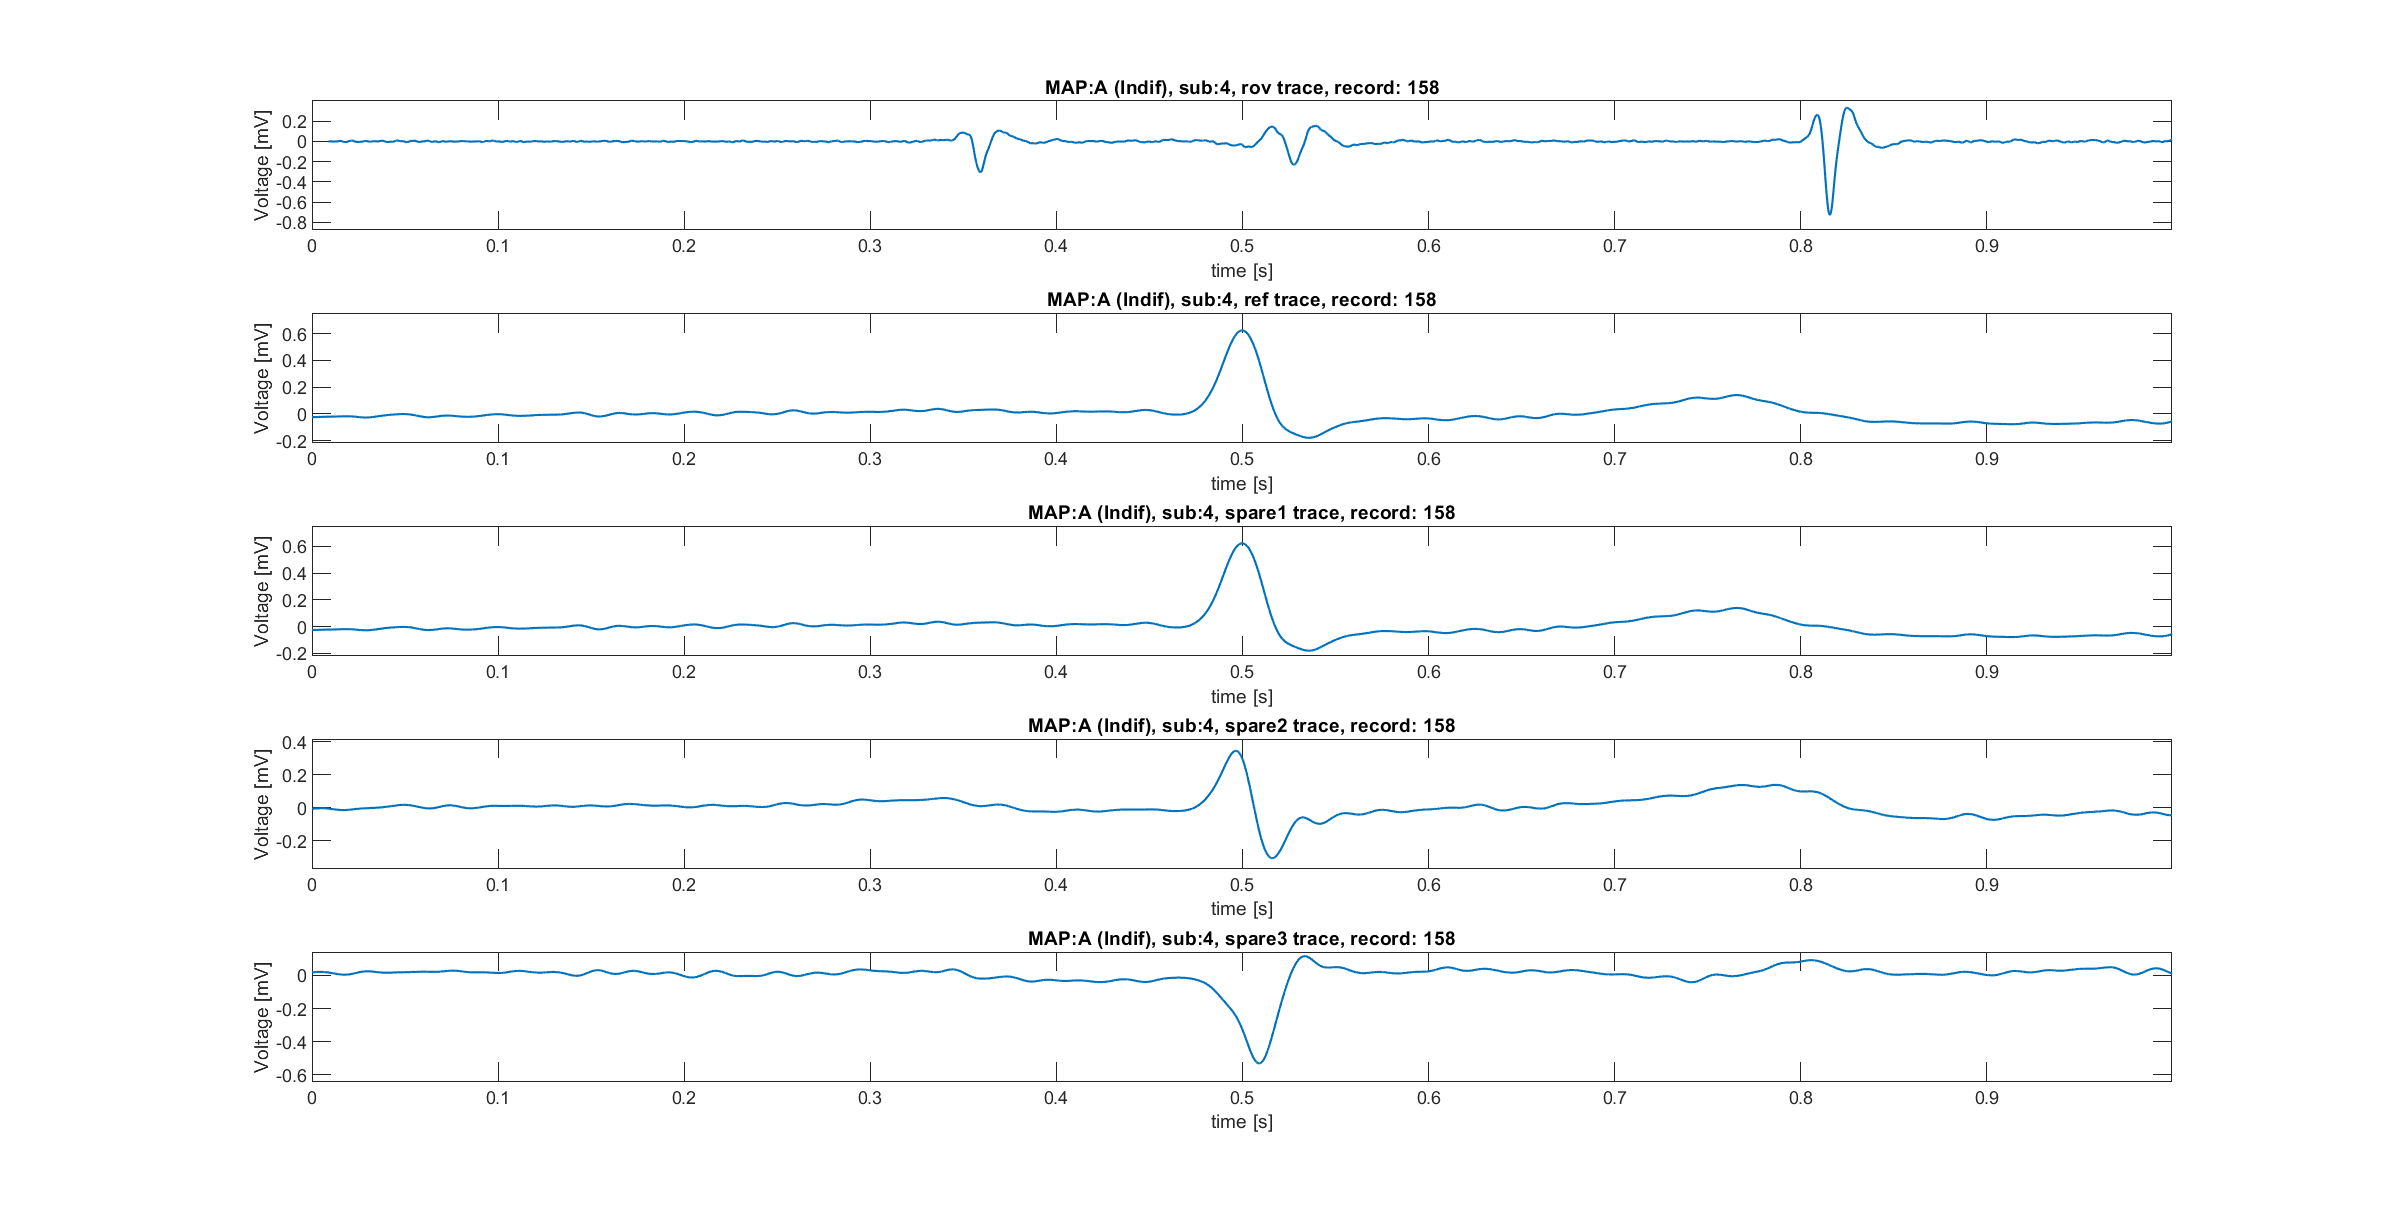 MAP:A (Indif), sub:4, rov trace, record: 158
Voltage [mV]
0.2
0
-0.2
-0.4
-0.6
-0.8
0 0.1 0.2 0.3 0.4 0.5 0.6 0.7 0.8 0.9
time [s]
MAP:A (Indif), sub:4, ref trace, record: 158
Voltage [mV]
0.6
0.4
0.2
0
-0.2
0 0.1 0.2 0.3 0.4 0.5 0.6 0.7 0.8 0.9
time [s]
MAP:A (Indif), sub:4, spare1 trace, record: 158
Voltage [mV]
0.6
0.4
0.2
0
-0.2
0 0.1 0.2 0.3 0.4 0.5 0.6 0.7 0.8 0.9
time [s]
MAP:A (Indif), sub:4, spare2 trace, record: 158
Voltage [mV]
0.4
0.2
0
-0.2
0 0.1 0.2 0.3 0.4 0.5 0.6 0.7 0.8 0.9
time [s]
MAP:A (Indif), sub:4, spare3 trace, record: 158
Voltage [mV]
0
-0.2
-0.4
-0.6
0 0.1 0.2 0.3 0.4 0.5 0.6 0.7 0.8 0.9
time [s]